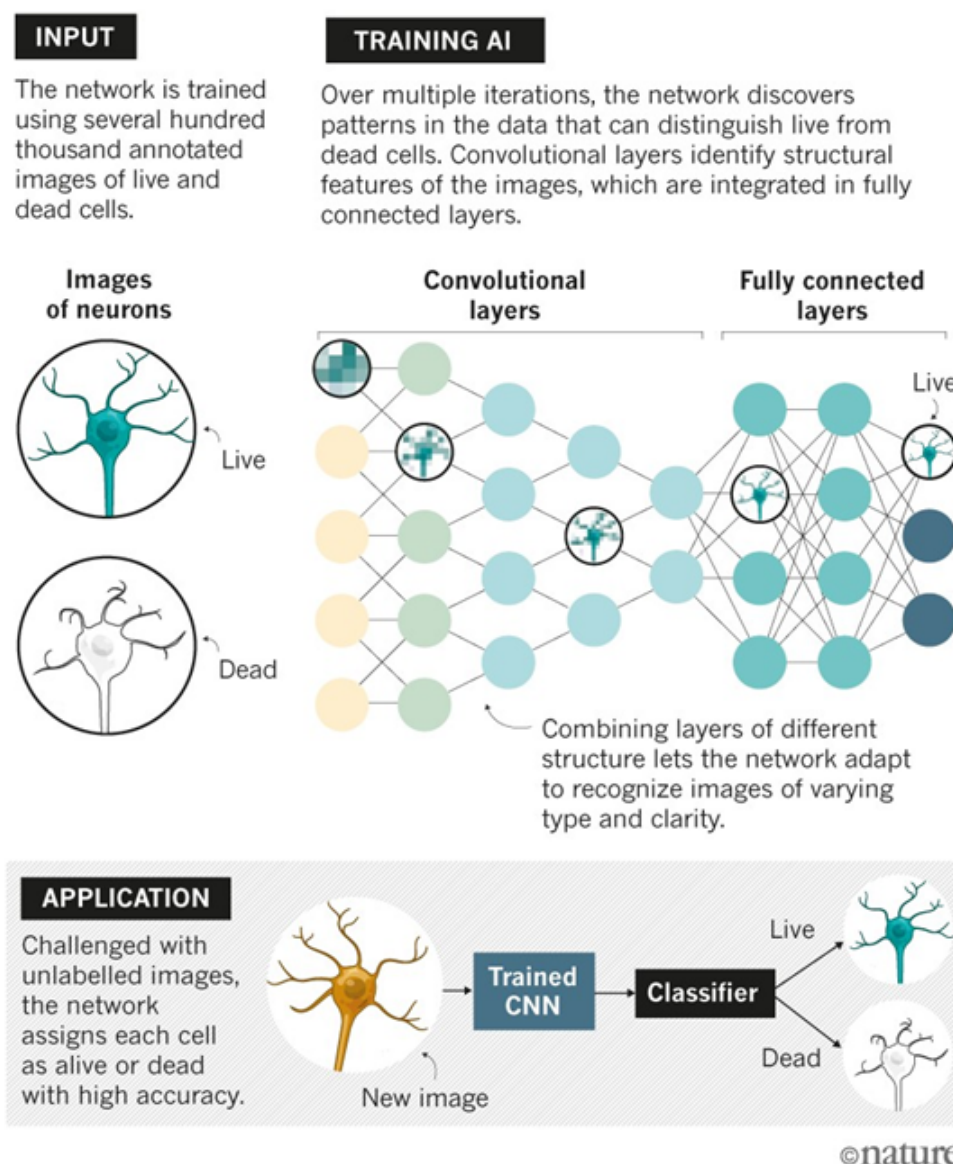 INPUT
The network is trained
using several hundred
thousand annotated
images of live and
dead cells.
TRAINING AI
Over multiple iterations, the network discovers
patterns in the data that can distinguish live from
dead cells. Convolutional layers identify structural
features of the images, which are integrated in fully
connected layers.
Images
of neurons
Live
Dead
Convolutional
layers
Fully connected
layers
Live
Combining layers of different
structure lets the network adapt
to recognize images of varying
type and clarity.
APPLICATION
Challenged with
unlabelled images,
the network
assigns each cell
as alive or dead
with high accuracy.
New image
Trained
CNN
Classifier
Live
Dead
©nature